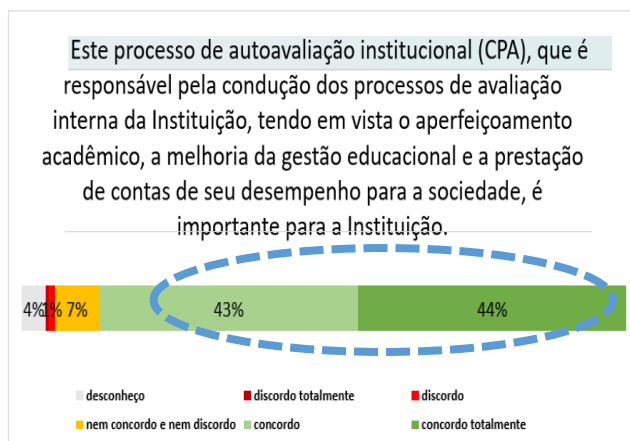 Este processo de autoavaliação institucional (CPA), que é
responsável pela condução dos processos de avaliação
interna da Instituição, tendo em vista o aperfeiçoamento
acadêmico, a melhoria da gestão educacional e a prestação
de contas de seu desempenho para a sociedade, é
importante para a Instituição.
4% 1% 7% 43% 44%
desconheço discordo totalmente discordo
nem concordo e nem discordo concordo concordo totalmente